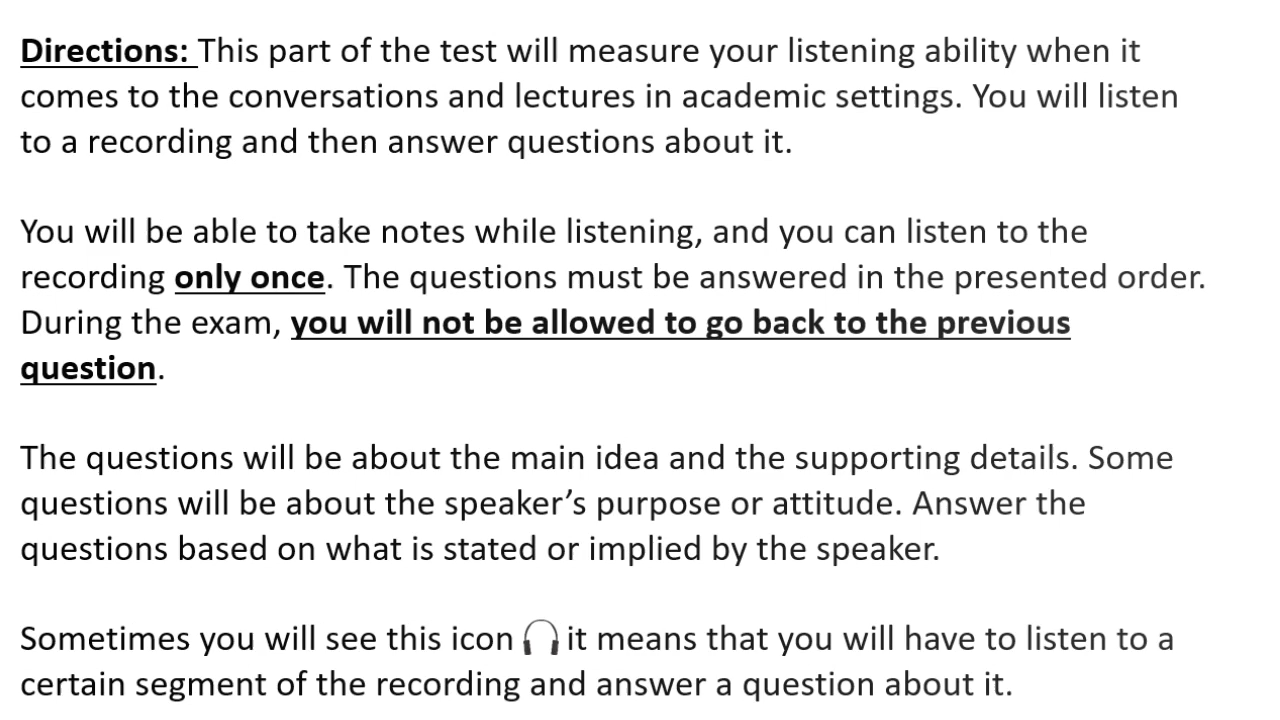 Directions: This part of the test will measure your listening ability when it
comes to the conversations and lectures in academic settings. You will listen
to a recording and then answer questions about it.
You will be able to take notes while listening, and you can listen to the
recording only once. The questions must be answered in the presented order.
During the exam, you will not be allowed to go back to the previous
question.
The questions will be about the main idea and the supporting details. Some
questions will be about the speaker’s purpose or attitude. Answer the
questions based on what is stated or implied by the speaker.
Sometimes you will see this icon it means that you will have to listen to a
certain segment of the recording and answer a question about it.